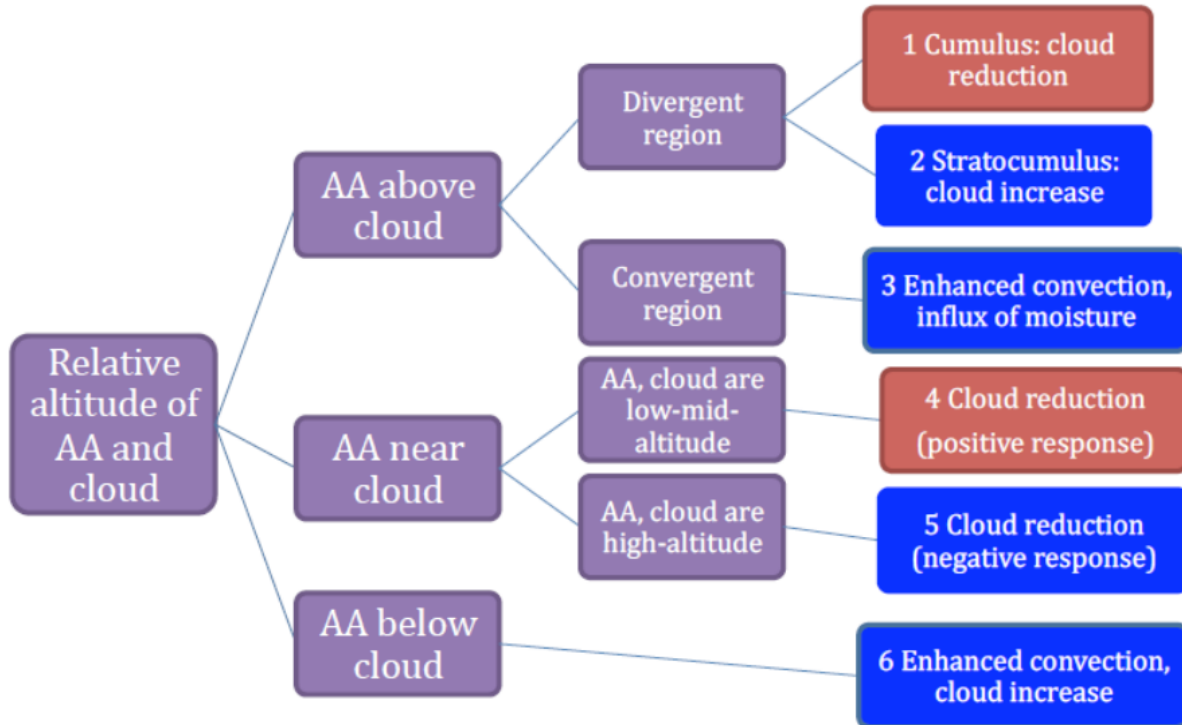 Relative
altitude of
AA and
cloud
AA above
cloud
AA near
cloud
AA below
cloud
Divergent
region
Convergent
region
AA, cloud are
low-mid-
altitude
AA, cloud are
high-altitude
1 Cumulus: cloud
reduction
2 Stratocumulus:
cloud increase
3 Enhanced convection,
influx of moisture
4 Cloud reduction
(positive response)
5 Cloud reduction
(negative response)
6 Enhanced convection,
cloud increase